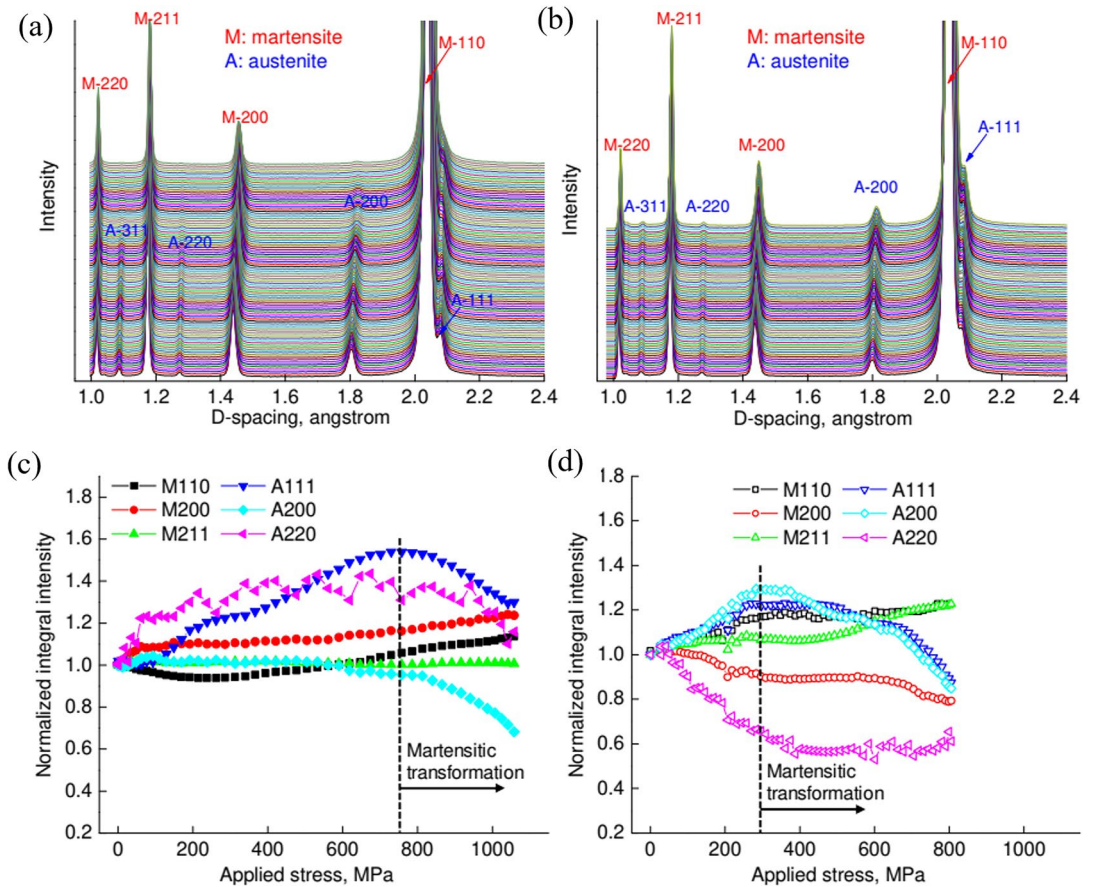 (a)
M-211
M: martensite
A: austenite
M-110
M-220
M-200
A-200
A-311
A-220
A-111
Intensity
1.0 1.2 1.4 1.6 1.8 2.0 2.2 2.4
D-spacing, angstrom
(b)
M-211
M: martensite
A: austenite
M-110
A-111
M-220
M-200
A-200
A-311
A-220
Intensity
1.0 1.2 1.4 1.6 1.8 2.0 2.2 2.4
D-spacing, angstrom
(c)
M110 A111
M200 A200
M211 A220
1.8
1.6
1.4
1.2
1.0
0.8
0.6
0.4
0.2
Normalized integral intensity
Martensitic
transformation
0 200 400 600 800 1000
Applied stress, MPa
(d)
M110 A111
M200 A200
M211 A220
1.8
1.6
1.4
1.2
1.0
0.8
0.6
0.4
0.2
Normalized integral intensity
Martensitic
transformation
0 200 400 600 800 1000
Applied stress, MPa